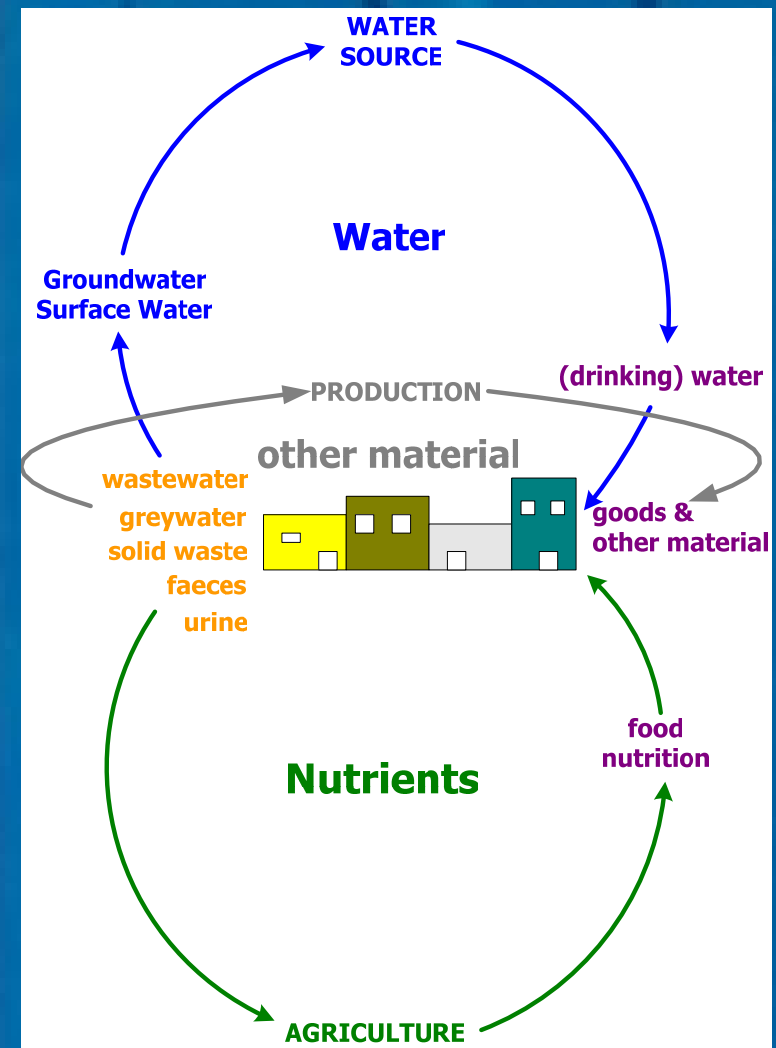 WATER
SOURCE
Water
Groundwater
Surface Water
(drinking) water
PRODUCTION
other material
wastewater
greywater
solid waste
faeces
urine
goods &
other material
food
nutrition
Nutrients
AGRICULTURE